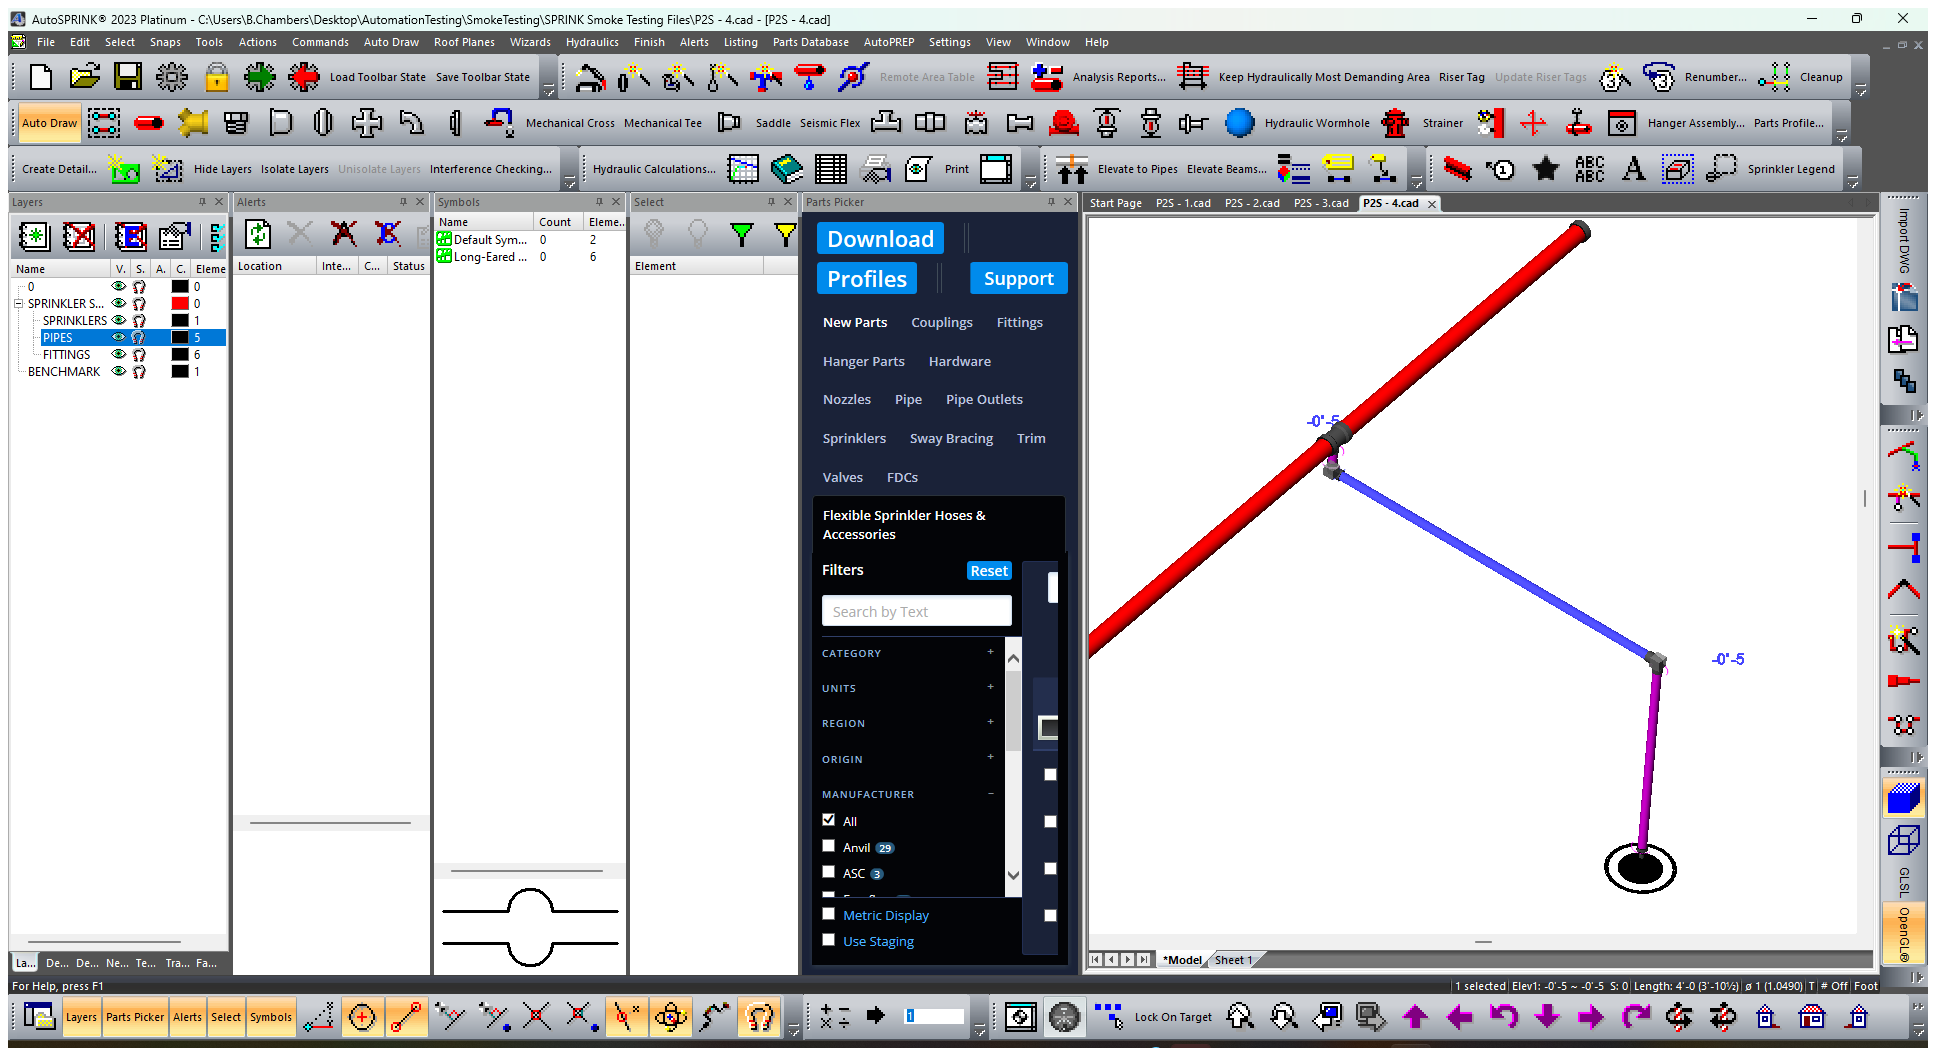 AutoSPRINK® 2023 Platinum - C:\Users\B.Chambers\Desktop\AutomationTesting\SmokeTesting\SPRINK Smoke Testing Files\P2S - 4.cad - [P2S - 4.cad]
File Edit Select Snaps Tools Actions Commands Auto Draw Roof Planes Wizards Hydraulics Finish Alerts Listing Parts Database AutoPREP Settings View Window Help
Load Toolbar State Save Toolbar State Remote Area Table Analysis Reports... Keep Hydraulically Most Demanding Area Riser Tag Update Riser Tags Renumber... Cleanup
Auto Draw Mechanical Cross Mechanical Tee Saddle Seismic Flex Hydraulic Wormhole Strainer Hanger Assembly... Parts Profile...
Create Detail... Hide Layers Isolate Layers Unisolate Layers Interference Checking... Hydraulic Calculations... Print Elevate to Pipes Elevate Beams... ABC ABC A Sprinkler Legend
Layers Alerts Symbols Select Parts Picker
Start Page P2S - 1.cad P2S - 2.cad P2S - 3.cad P2S - 4.cad
Name V. S. A. C. Eleme
0 0
SPRINKLER S... 0
SPRINKLERS 1
PIPES 5
FITTINGS 6
BENCHMARK 1
Location Inte... C... Status
Name Count Eleme...
Default Sym... 0 2
Long-Eared ... 0 6
Element
Download
Profiles Support
New Parts Couplings Fittings
Hanger Parts Hardware
Nozzles Pipe Pipe Outlets
Sprinklers Sway Bracing Trim
Valves FDCs
Flexible Sprinkler Hoses &
Accessories
Filters Reset
Search by Text
CATEGORY +
UNITS +
REGION +
ORIGIN +
MANUFACTURER −
All
Anvil 29
ASC 3
Metric Display
Use Staging
-0'-5
-0'-5
Import DWG
GLSL
OpenGL®
La... De... De... Ne... Te... Tra... Fa...
*Model Sheet 1
For Help, press F1
1 selected Elev1: -0'-5 ~ -0'-5 S: 0 Length: 4'-0 (3'-10½) ø 1 (1.0490) T # Off Foot
Layers Parts Picker Alerts Select Symbols 1 Lock On Target